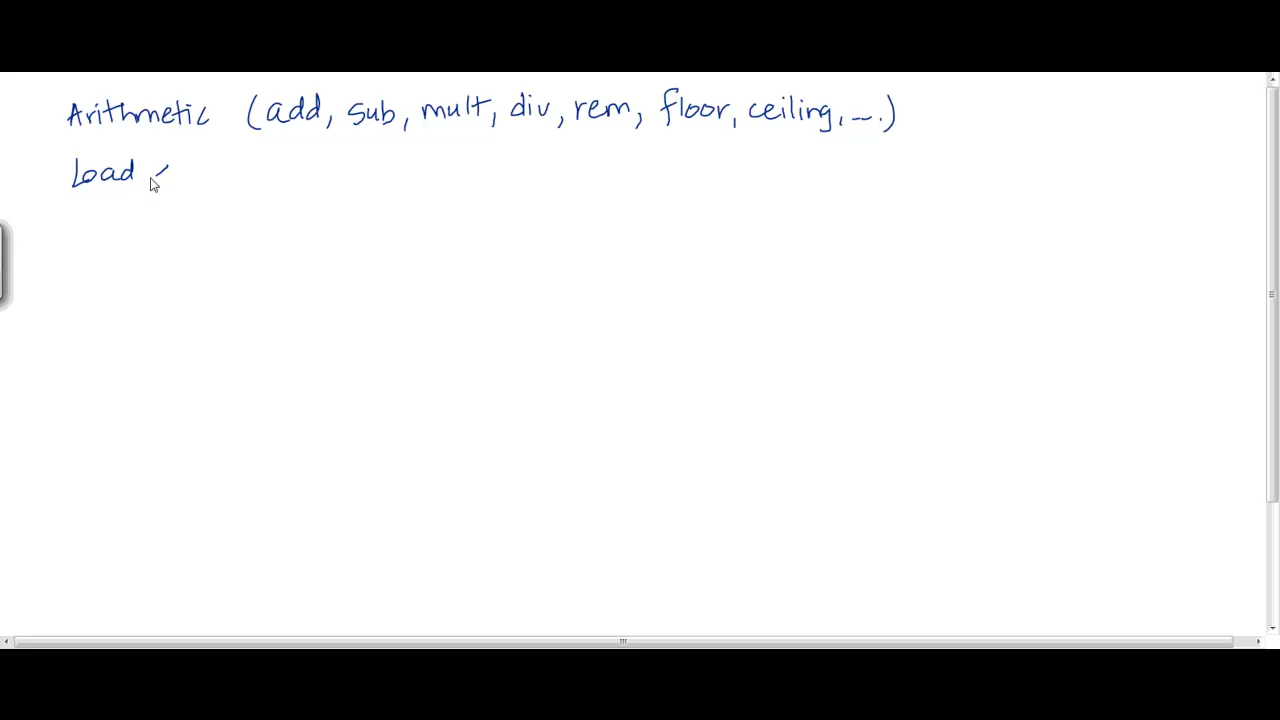 Arithmetic (add, sub, mult, div, rem, floor, ceiling, ....)
Load